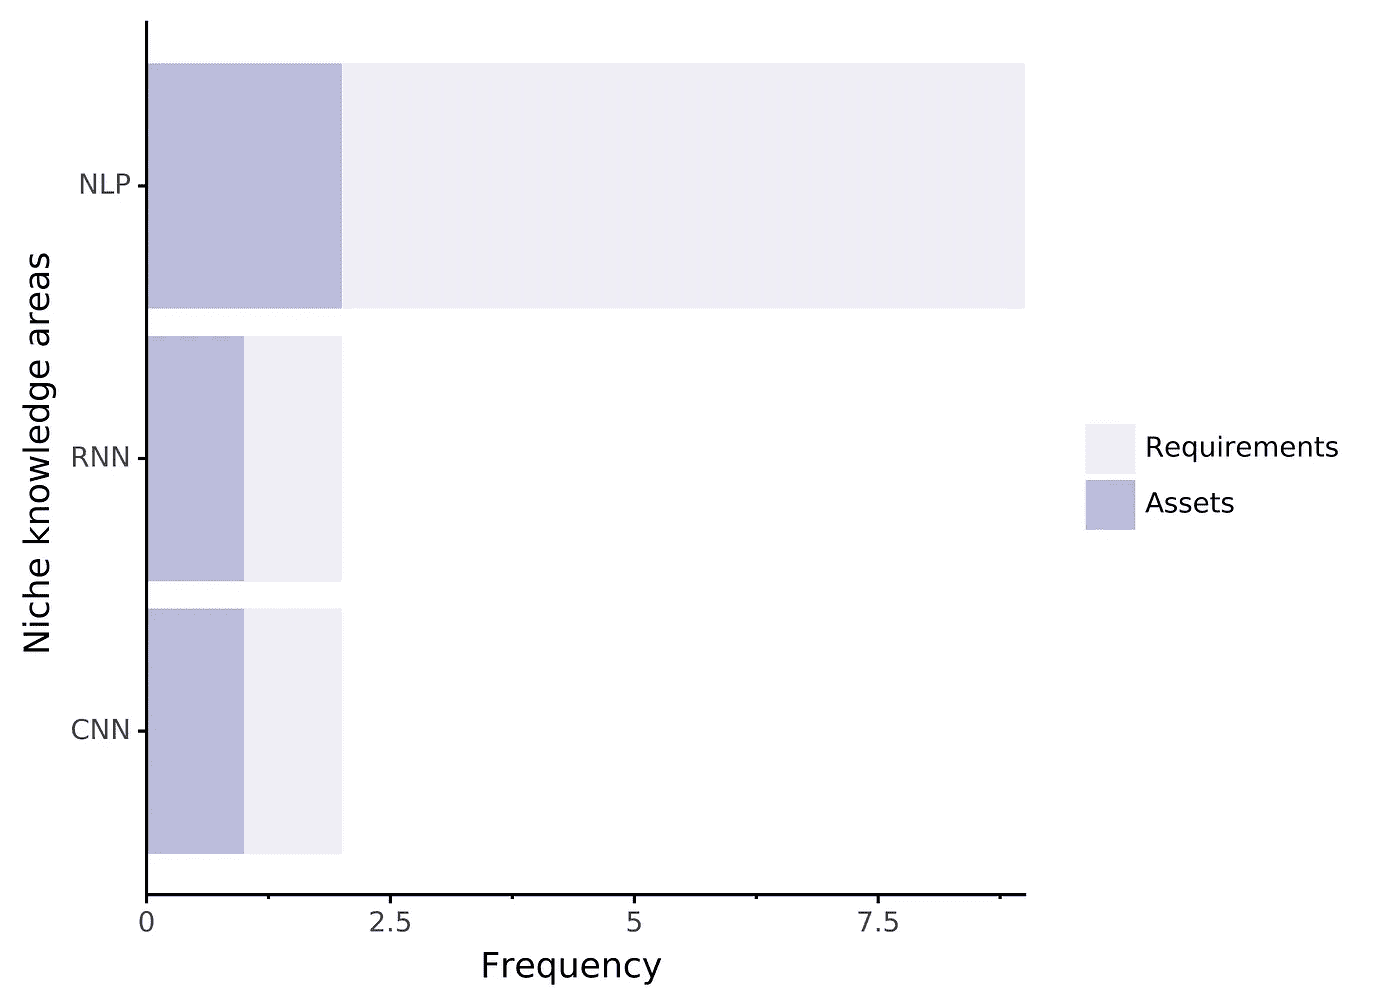 Niche knowledge areas
NLP
RNN
CNN
0
2.5
5
7.5
Frequency
Requirements
Assets